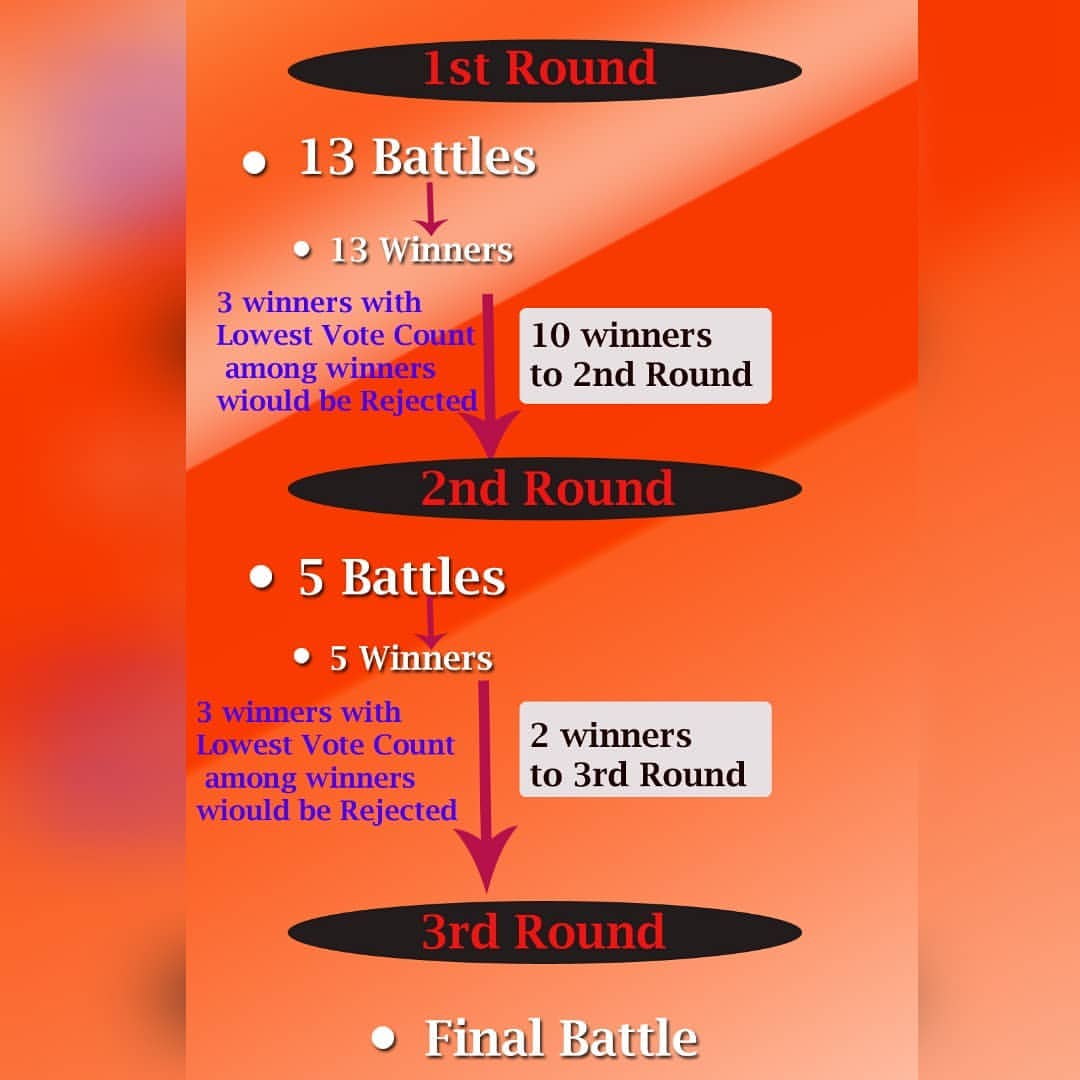 1st Round
• 13 Battles
• 13 Winners
3 winners with
Lowest Vote Count
among winners
wiould be Rejected
10 winners
to 2nd Round
2nd Round
• 5 Battles
• 5 Winners
3 winners with
Lowest Vote Count
among winners
wiould be Rejected
2 winners
to 3rd Round
3rd Round
• Final Battle